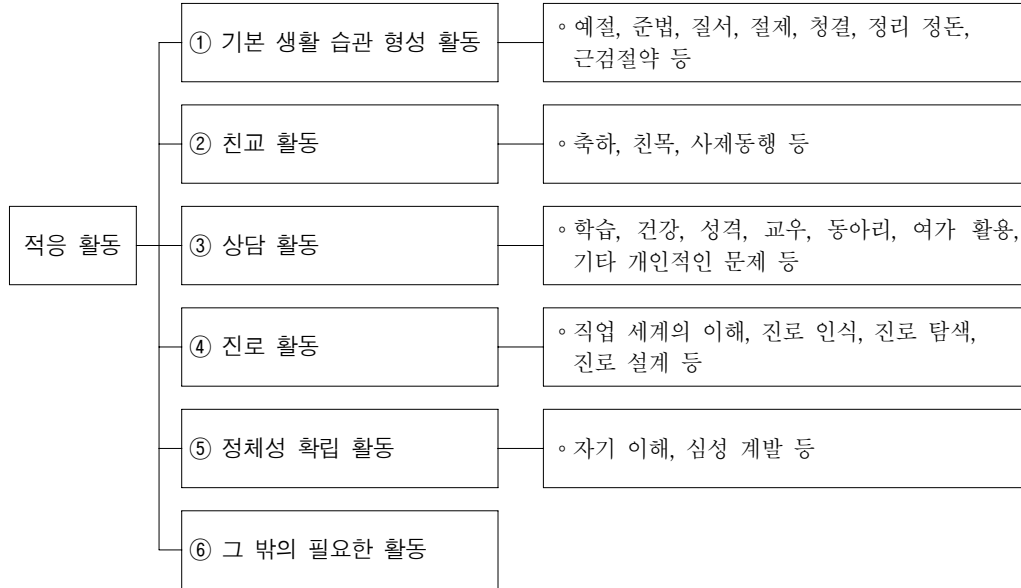 적응 활동
① 기본 생활 습관 형성 활동
◦예절, 준법, 질서, 절제, 청결, 정리 정돈,
근검절약 등
② 친교 활동
◦축하, 친목, 사제동행 등
③ 상담 활동
◦학습, 건강, 성격, 교우, 동아리, 여가 활용,
기타 개인적인 문제 등
④ 진로 활동
◦직업 세계의 이해, 진로 인식, 진로 탐색,
진로 설계 등
⑤ 정체성 확립 활동
◦자기 이해, 심성 계발 등
⑥ 그 밖의 필요한 활동